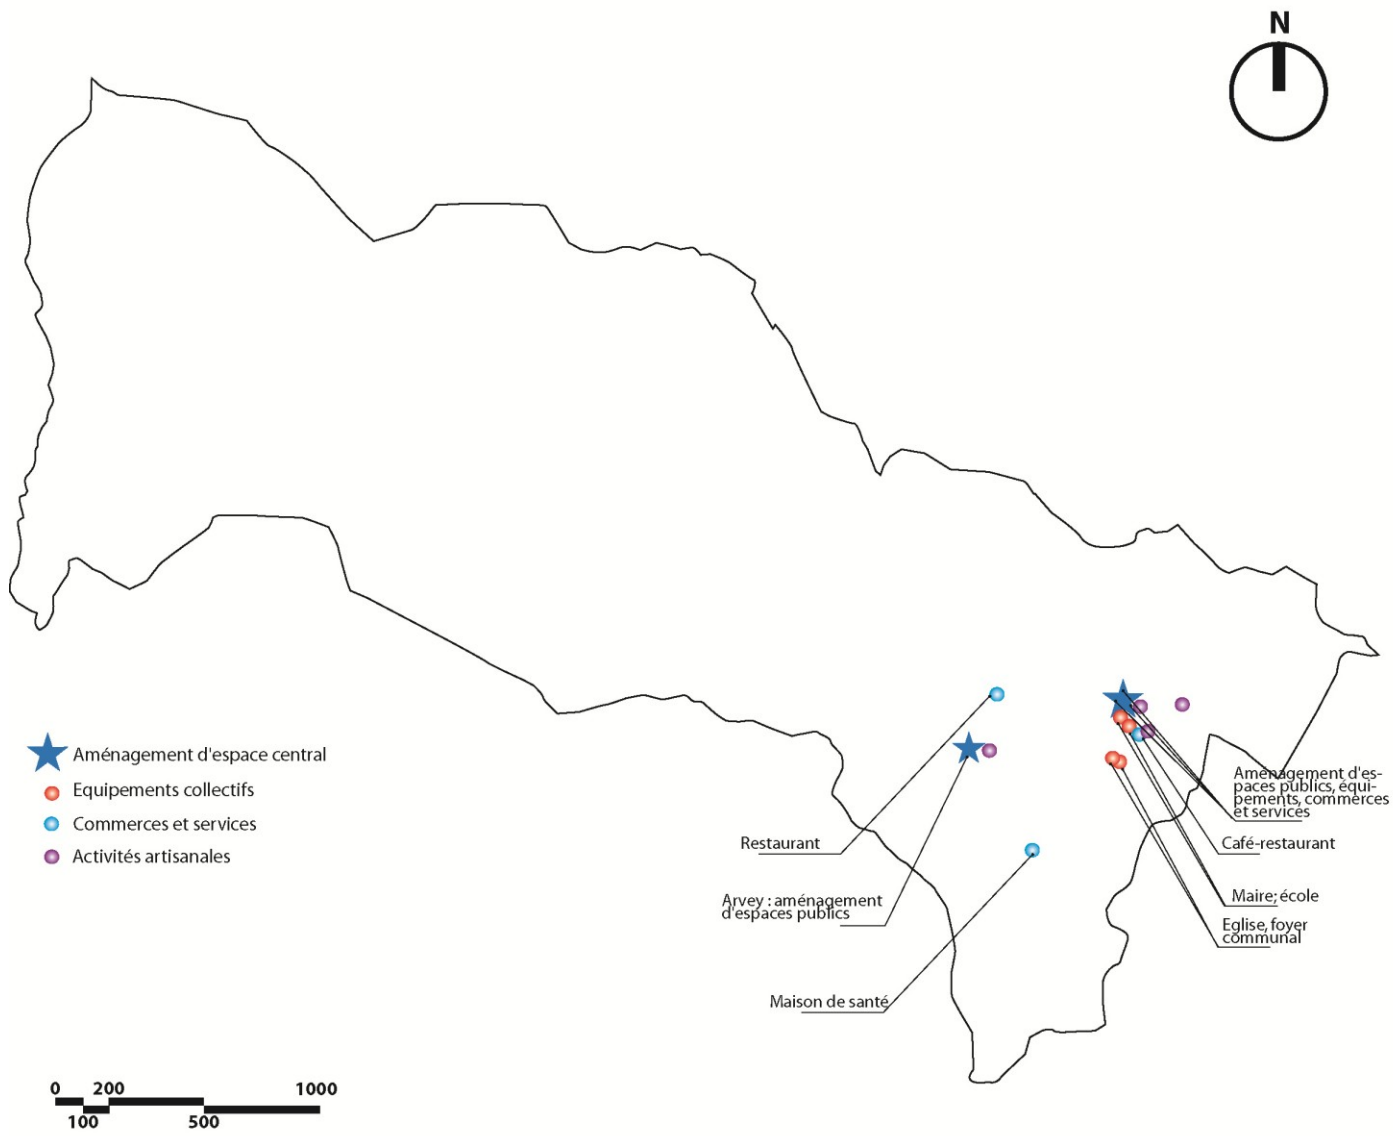 N
Aménagement d'espace central
Equipements collectifs
Commerces et services
Activités artisanales
Restaurant
Arvey : aménagement
d'espaces publics
Maison de santé
Aménagement d'es-
paces publics, équi-
pements, commerces
et services
Café-restaurant
Maire; école
Eglise, foyer
communal
0 200 1000
100 500